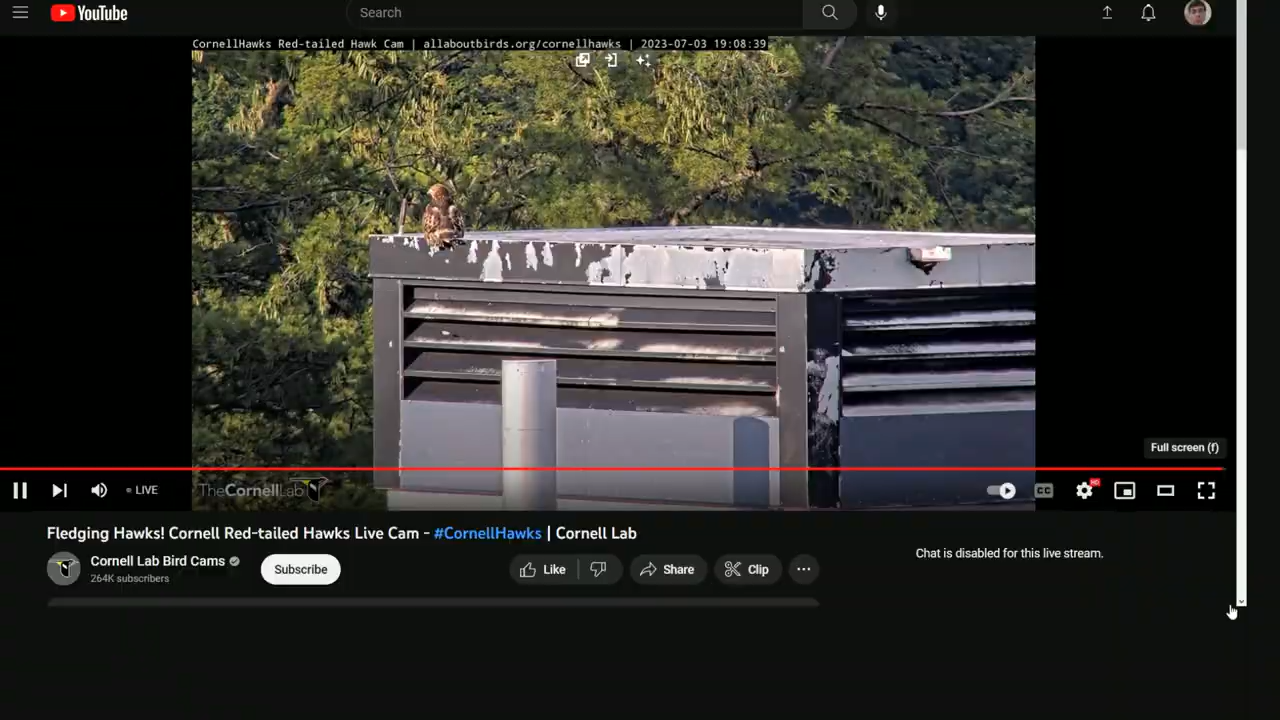 YouTube
Search
CornellHawks Red-tailed Hawk Cam | allaboutbirds.org/cornellhawks | 2023-07-03 19:08:39
Full screen (f)
LIVE
TheCornellLab
CC
HD
Fledging Hawks! Cornell Red-tailed Hawks Live Cam - #CornellHawks | Cornell Lab
Cornell Lab Bird Cams
264K subscribers
Subscribe
Like
Share
Clip
Chat is disabled for this live stream.